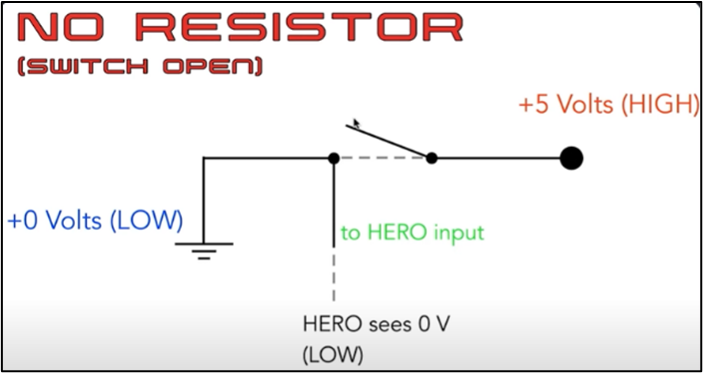 NO RESISTOR
(SWITCH OPEN)
+5 Volts (HIGH)
+0 Volts (LOW)
to HERO input
HERO sees 0 V
(LOW)